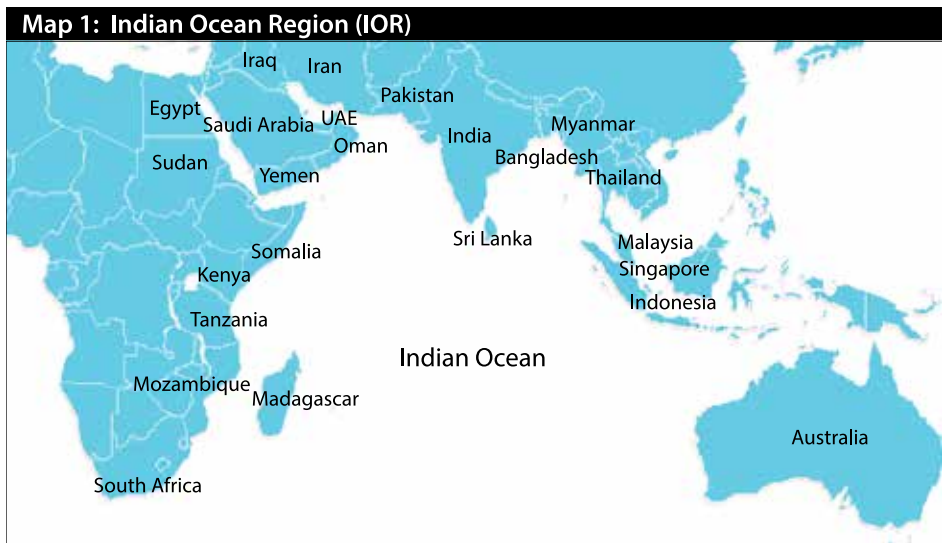 Map 1: Indian Ocean Region (IOR)
Iraq
Iran
Pakistan
Egypt
Saudi Arabia
UAE
Oman
India
Myanmar
Bangladesh
Sudan
Yemen
Thailand
Sri Lanka
Somalia
Malaysia
Kenya
Singapore
Indonesia
Tanzania
Indian Ocean
Mozambique
Madagascar
Australia
South Africa